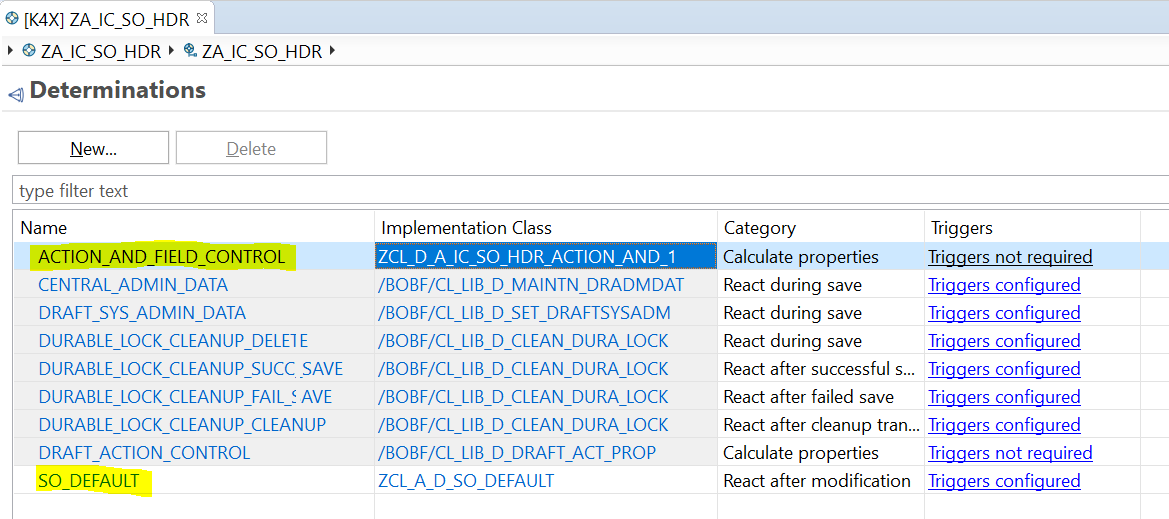 [K4X] ZA_IC_SO_HDR
ZA_IC_SO_HDR ZA_IC_SO_HDR
Determinations
New... Delete
type filter text
Name Implementation Class Category Triggers
ACTION_AND_FIELD_CONTROL ZCL_D_A_IC_SO_HDR_ACTION_AND_1 Calculate properties Triggers not required
CENTRAL_ADMIN_DATA /BOBF/CL_LIB_D_MAINTN_DRADMDAT React during save Triggers configured
DRAFT_SYS_ADMIN_DATA /BOBF/CL_LIB_D_SET_DRAFTSYSADM React during save Triggers configured
DURABLE_LOCK_CLEANUP_DELETE /BOBF/CL_LIB_D_CLEAN_DURA_LOCK React during save Triggers configured
DURABLE_LOCK_CLEANUP_SUCC_SAVE /BOBF/CL_LIB_D_CLEAN_DURA_LOCK React after successful s... Triggers configured
DURABLE_LOCK_CLEANUP_FAIL_SAVE /BOBF/CL_LIB_D_CLEAN_DURA_LOCK React after failed save Triggers configured
DURABLE_LOCK_CLEANUP_CLEANUP /BOBF/CL_LIB_D_CLEAN_DURA_LOCK React after cleanup tran... Triggers configured
DRAFT_ACTION_CONTROL /BOBF/CL_LIB_D_DRAFT_ACT_PROP Calculate properties Triggers not required
SO_DEFAULT ZCL_A_D_SO_DEFAULT React after modification Triggers configured